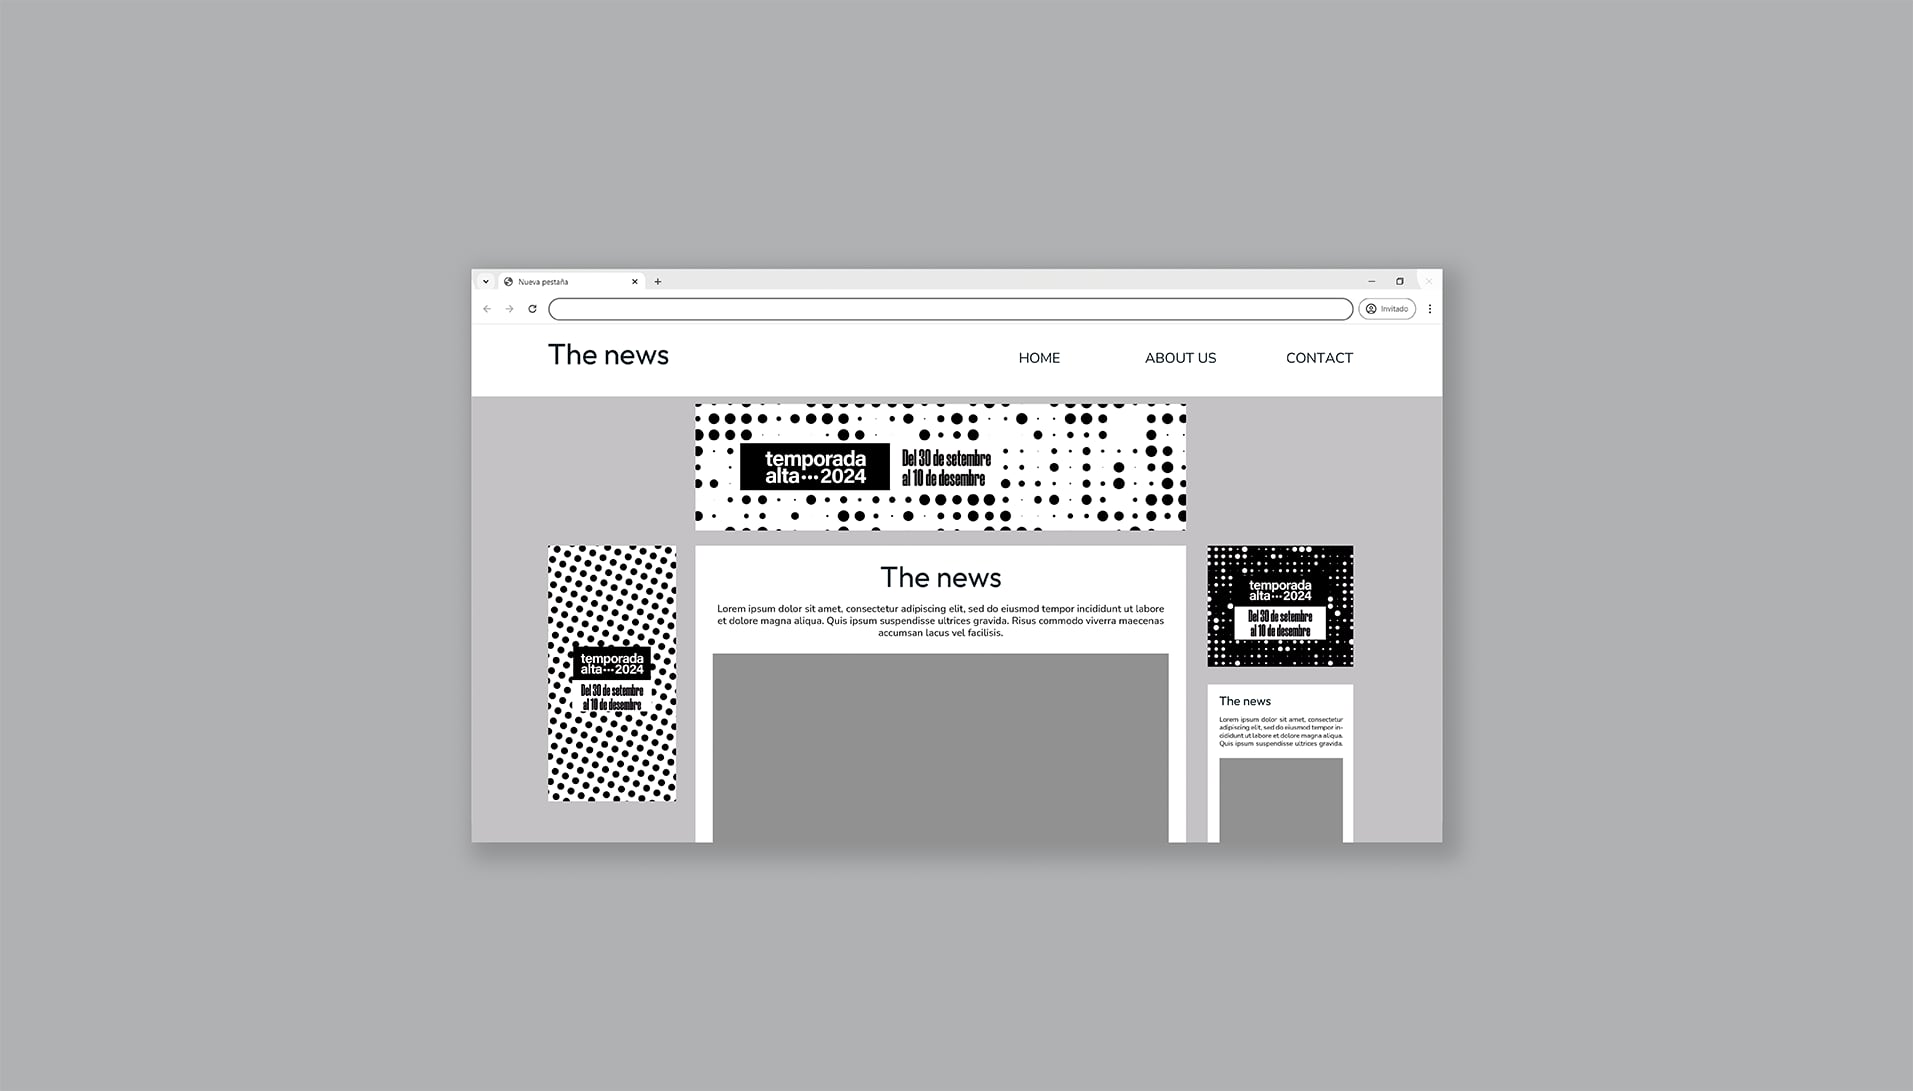 Nueva pestaña
Invitado
The news
HOME
ABOUT US
CONTACT
temporada
alta···2024
Del 30 de setembre
al 10 de desembre
temporada
alta···2024
Del 30 de setembre
al 10 de desembre
The news
Lorem ipsum dolor sit amet, consectetur adipiscing elit, sed do eiusmod tempor incididunt ut labore
et dolore magna aliqua. Quis ipsum suspendisse ultrices gravida. Risus commodo viverra maecenas
accumsan lacus vel facilisis.
temporada
alta···2024
Del 30 de setembre
al 10 de desembre
The news
Lorem ipsum dolor sit amet, consectetur
adipiscing elit, sed do eiusmod tempor in-
cididunt ut labore et dolore magna aliqua.
Quis ipsum suspendisse ultrices gravida.